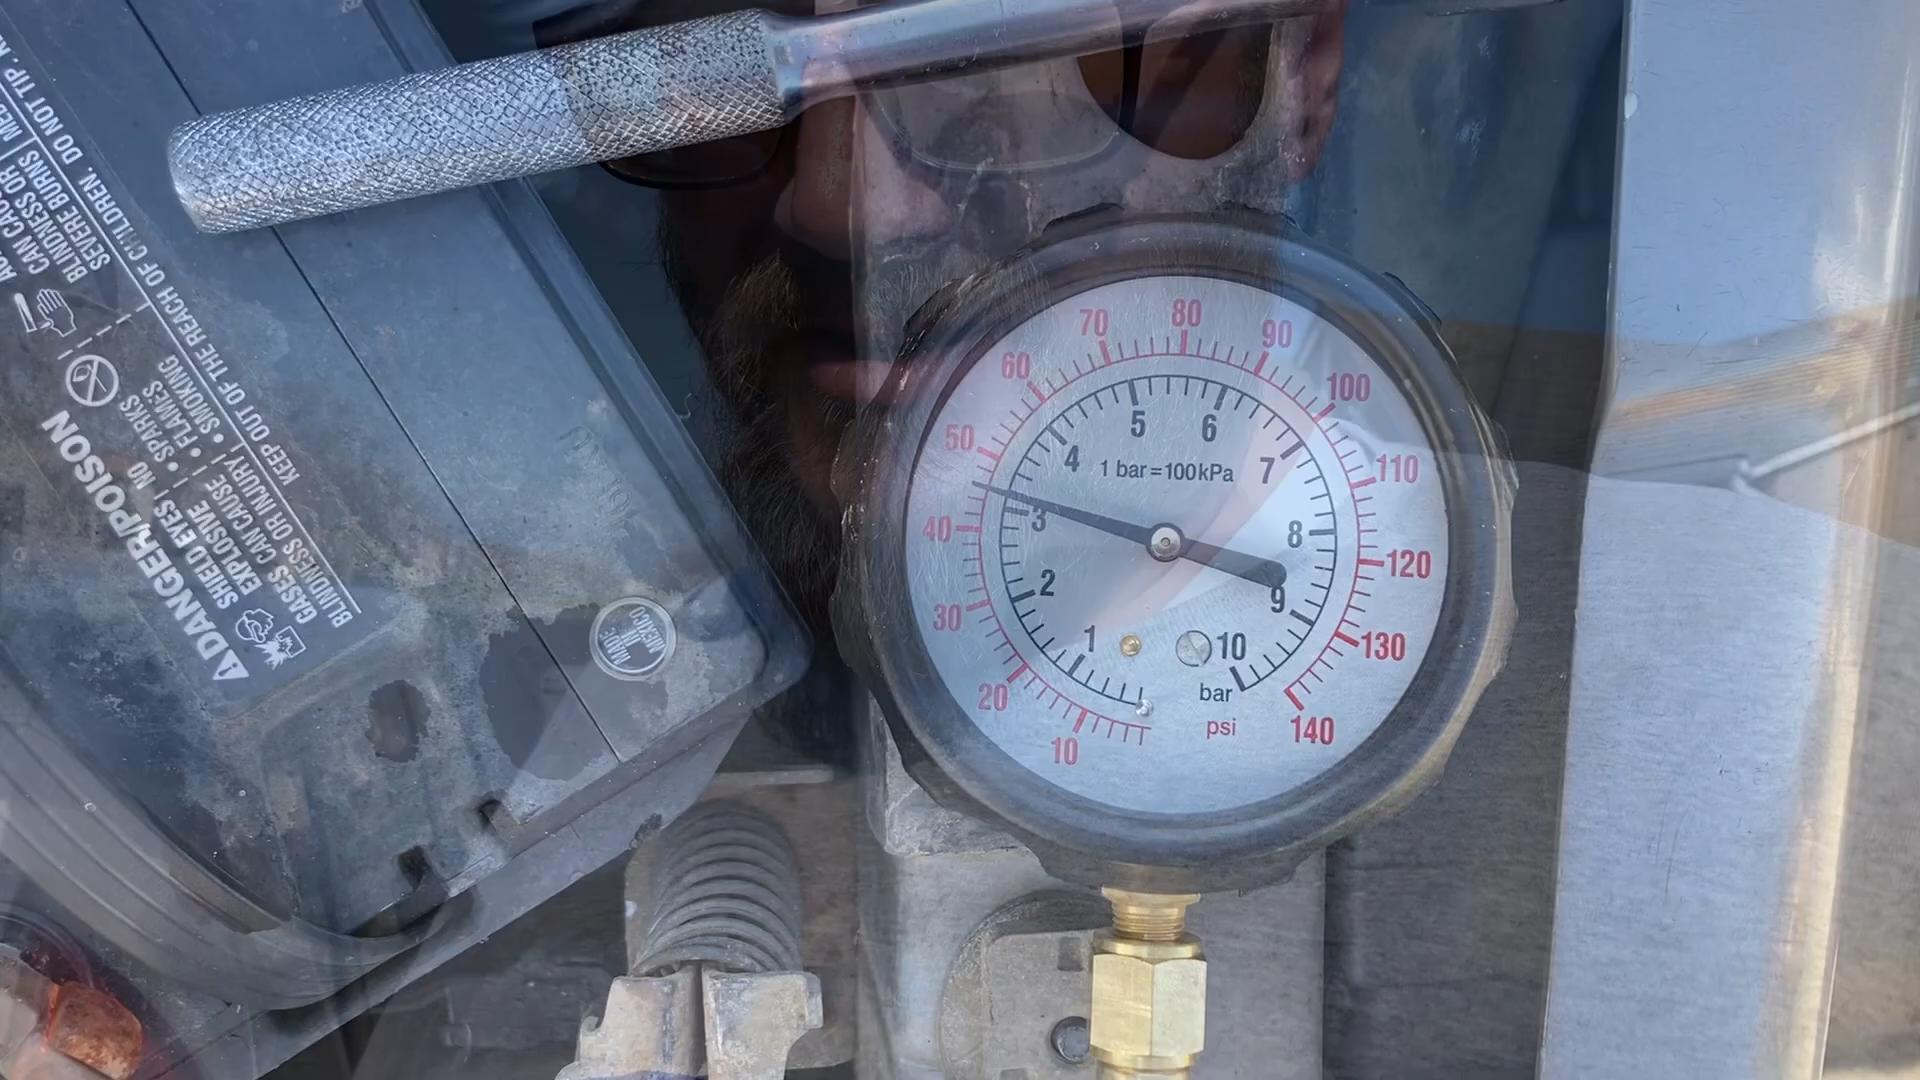 DO NOT TIP.
KEEP OUT OF THE REACH OF CHILDREN.
CAN CAU
BLINDNESS OR
SEVERE BURNS
DANGER/POISON
SHIELD EYES
EXPLOSIVE
GASES CAN CAUSE
BLINDNESS OR INJURY
NO
• SPARKS
• FLAMES
• SMOKING
MADE
IN
MEXICO
10
20
30
40
50
60
70
80
90
100
110
120
130
140
1
2
3
4
5
6
7
8
9
10
1 bar=100kPa
bar
psi